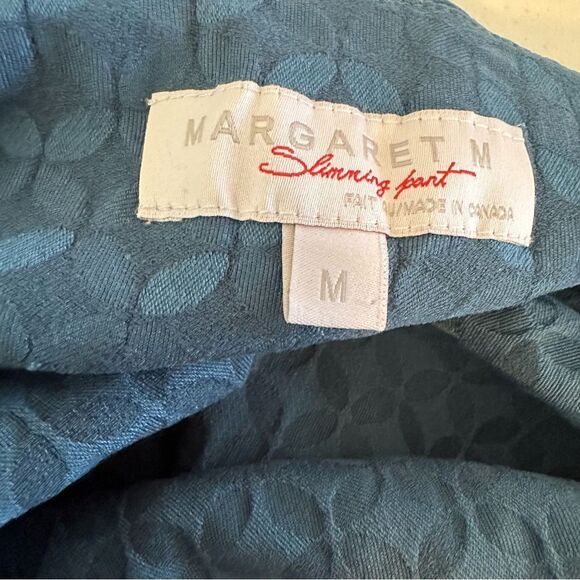 MARGARET M
Slimming pant
FAIT AU/MADE IN CANADA
M